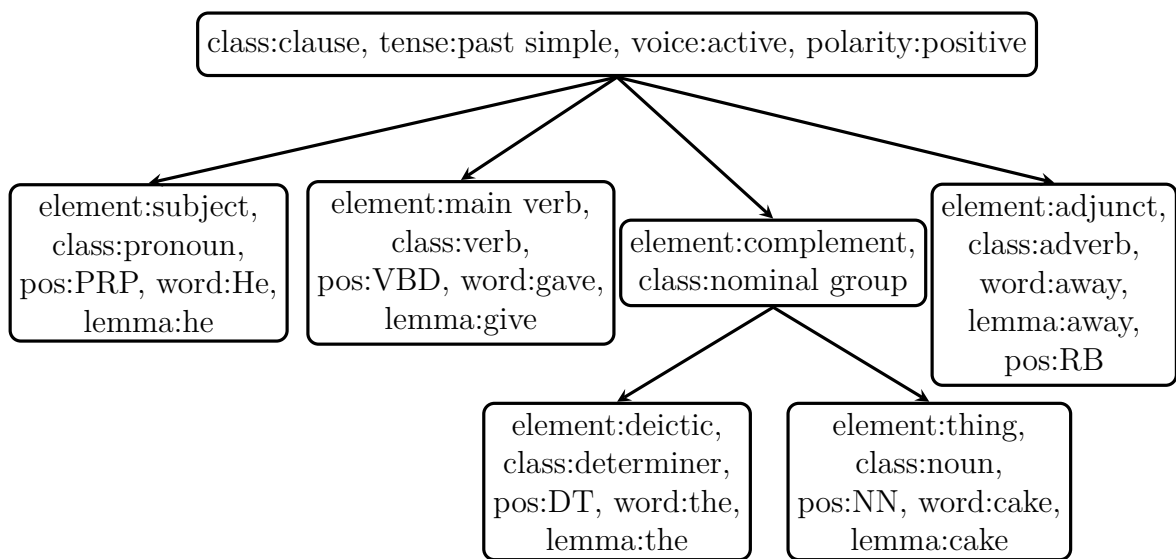 class:clause, tense:past simple, voice:active, polarity:positive
element:subject,
class:pronoun,
pos:PRP, word:He,
lemma:he
element:main verb,
class:verb,
pos:VBD, word:gave,
lemma:give
element:complement,
class:nominal group
element:adjunct,
class:adverb,
word:away,
lemma:away,
pos:RB
element:deictic,
class:determiner,
pos:DT, word:the,
lemma:the
element:thing,
class:noun,
pos:NN, word:cake,
lemma:cake